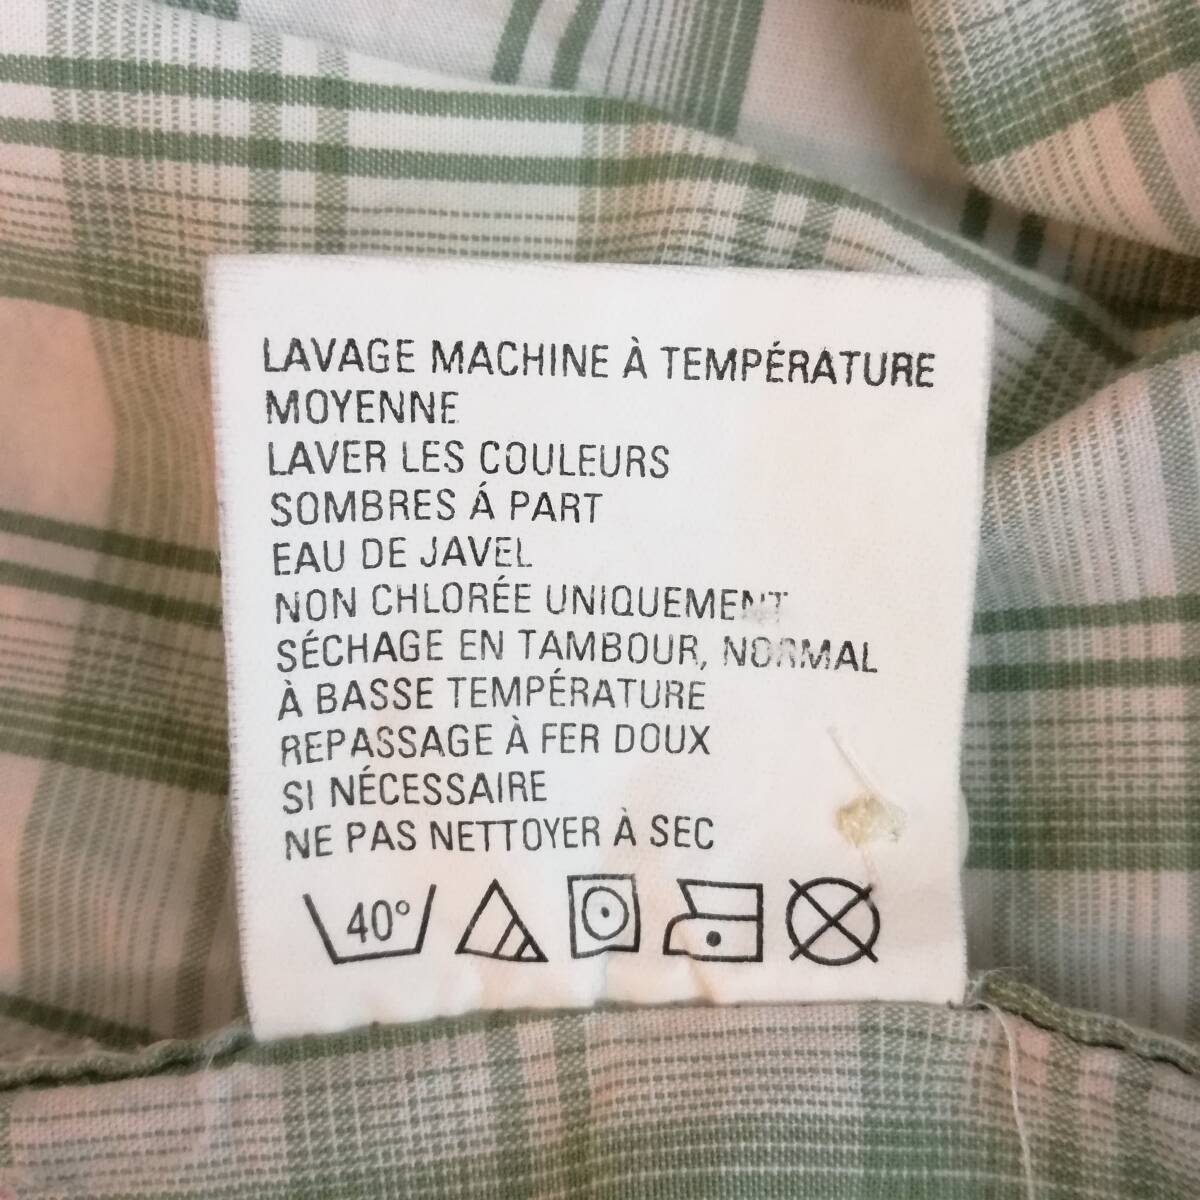 LAVAGE MACHINE À TEMPÉRATURE
MOYENNE
LAVER LES COULEURS
SOMBRES Á PART
EAU DE JAVEL
NON CHLORÉE UNIQUEMENT
SÉCHAGE EN TAMBOUR, NORMAL
À BASSE TEMPÉRATURE
REPASSAGE À FER DOUX
SI NÉCESSAIRE
NE PAS NETTOYER À SEC
40°